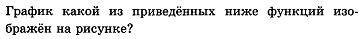 График какой из приведённых ниже функций изо-
бражён на рисунке?